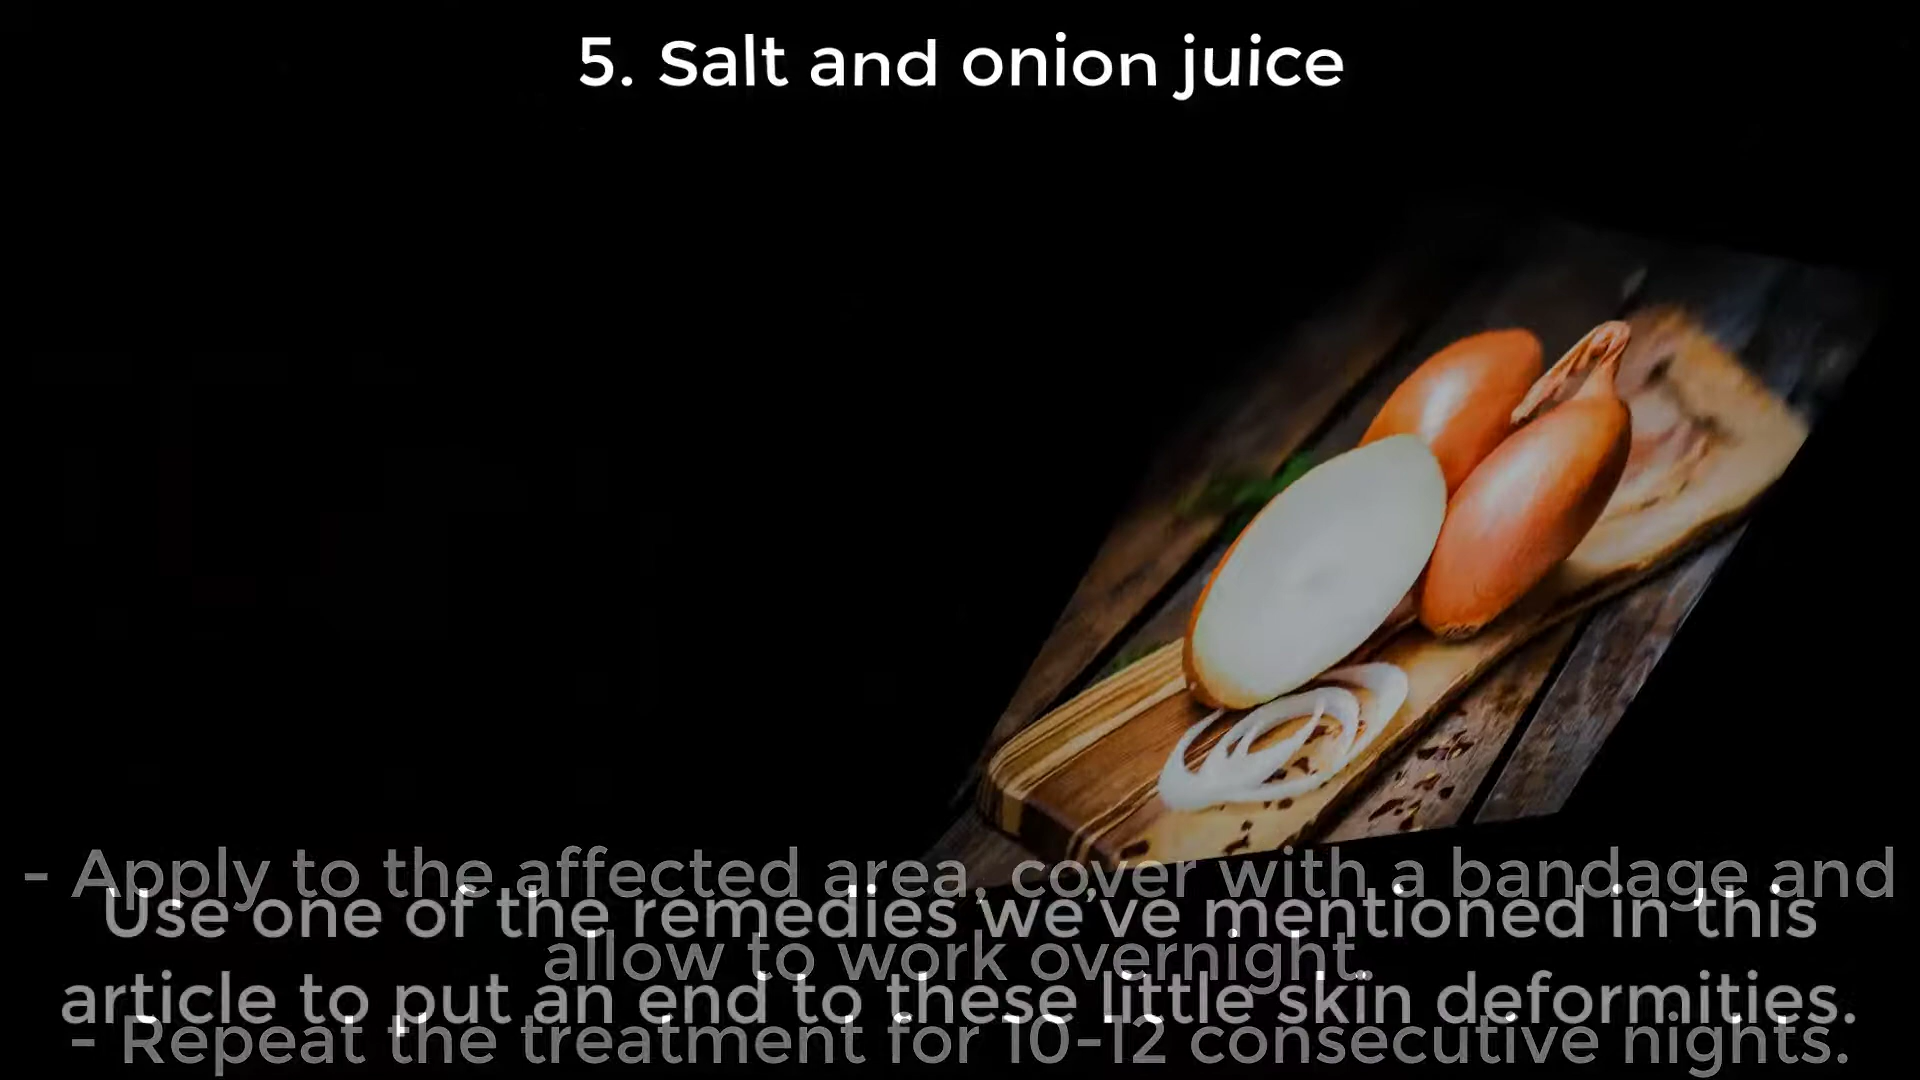 5. Salt and onion juice
- Apply to the affected area, cover with a bandage and
allow to work overnight.
- Repeat the treatment for 10-12 consecutive nights.
Use one of the remedies we've mentioned in this
article to put an end to these little skin deformities.